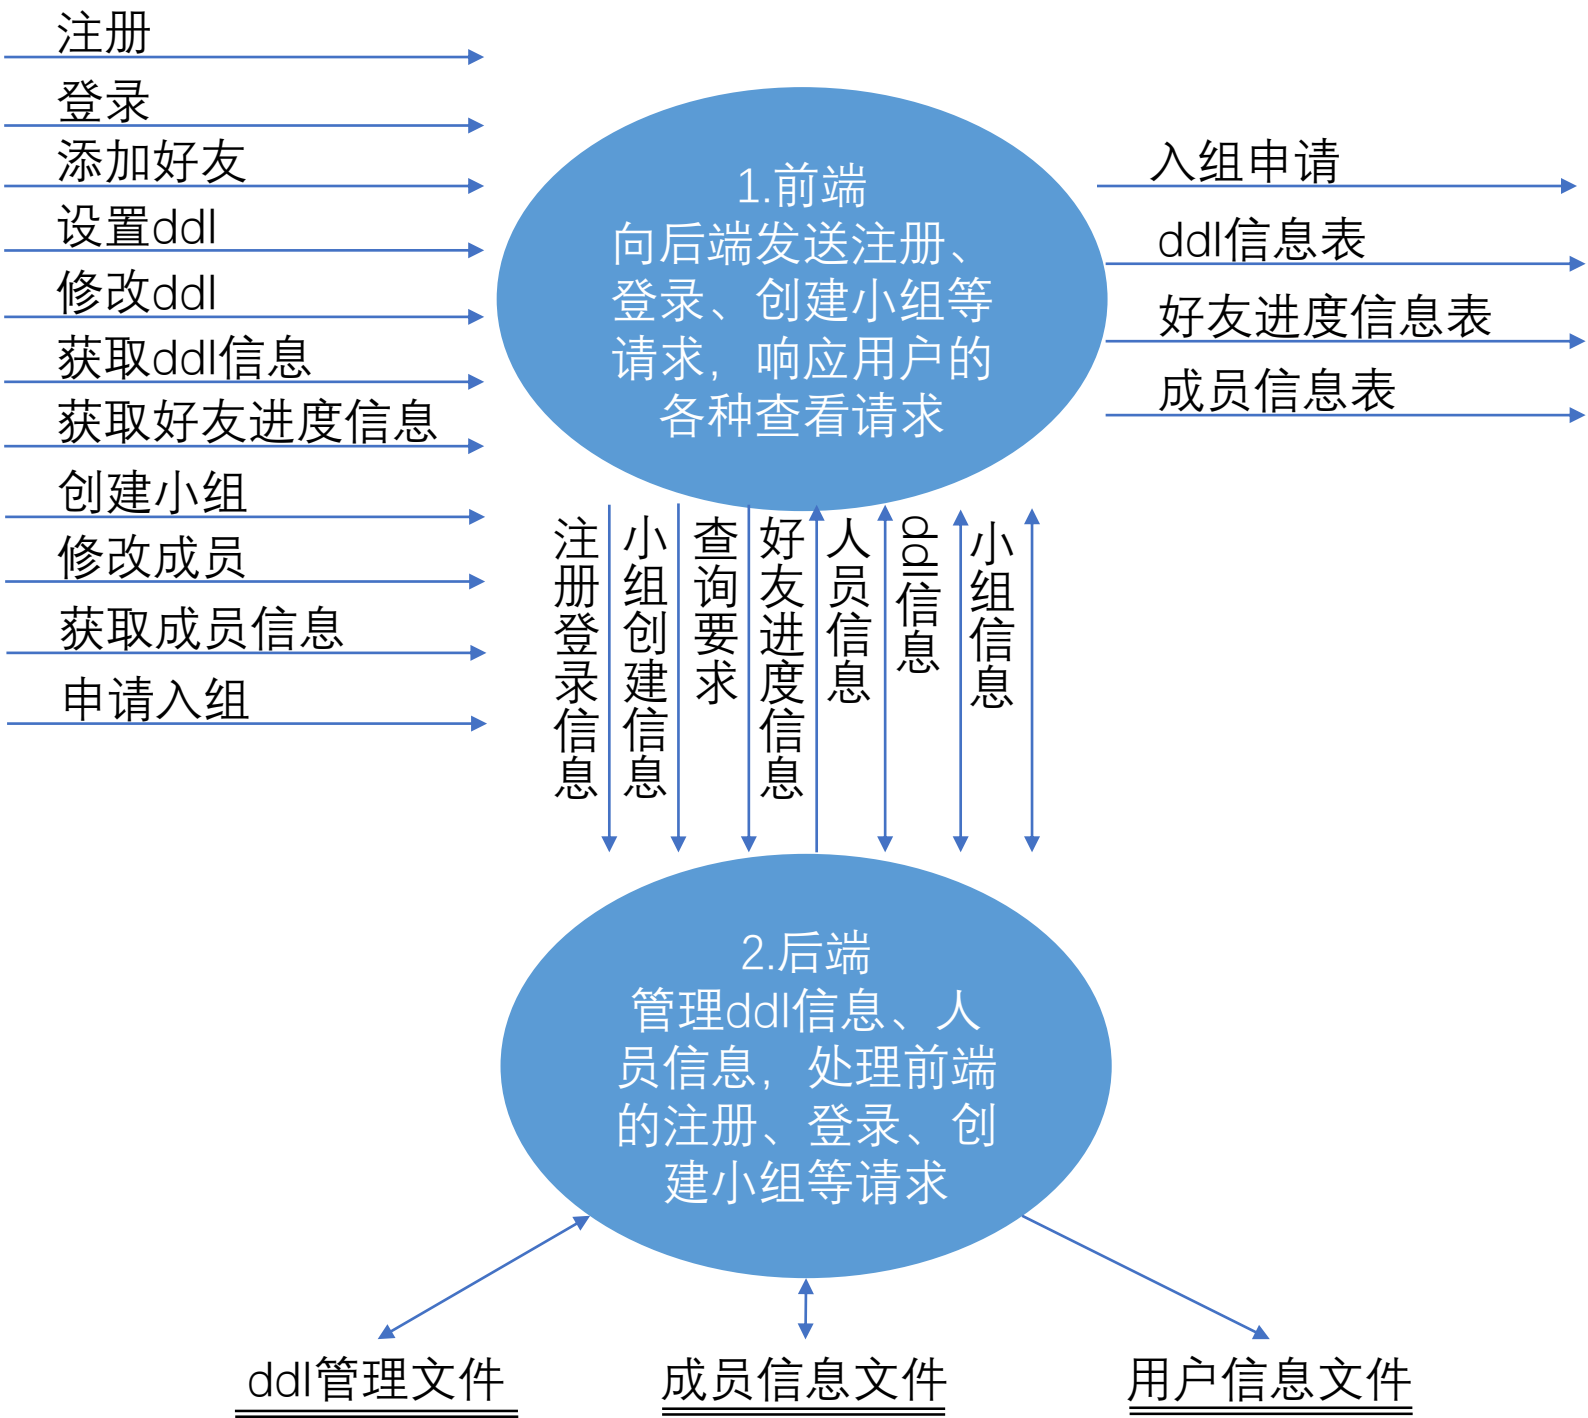 注册
登录
添加好友
设置ddl
修改ddl
获取ddl信息
获取好友进度信息
创建小组
修改成员
获取成员信息
申请入组
1.前端
向后端发送注册、
登录、创建小组等
请求，响应用户的
各种查看请求
入组申请
ddl信息表
好友进度信息表
成员信息表
注册登录信息
小组创建信息
查询要求
好友进度信息
人员信息
ddl信息
小组信息
2.后端
管理ddl信息、人
员信息，处理前端
的注册、登录、创
建小组等请求
ddl管理文件
成员信息文件
用户信息文件